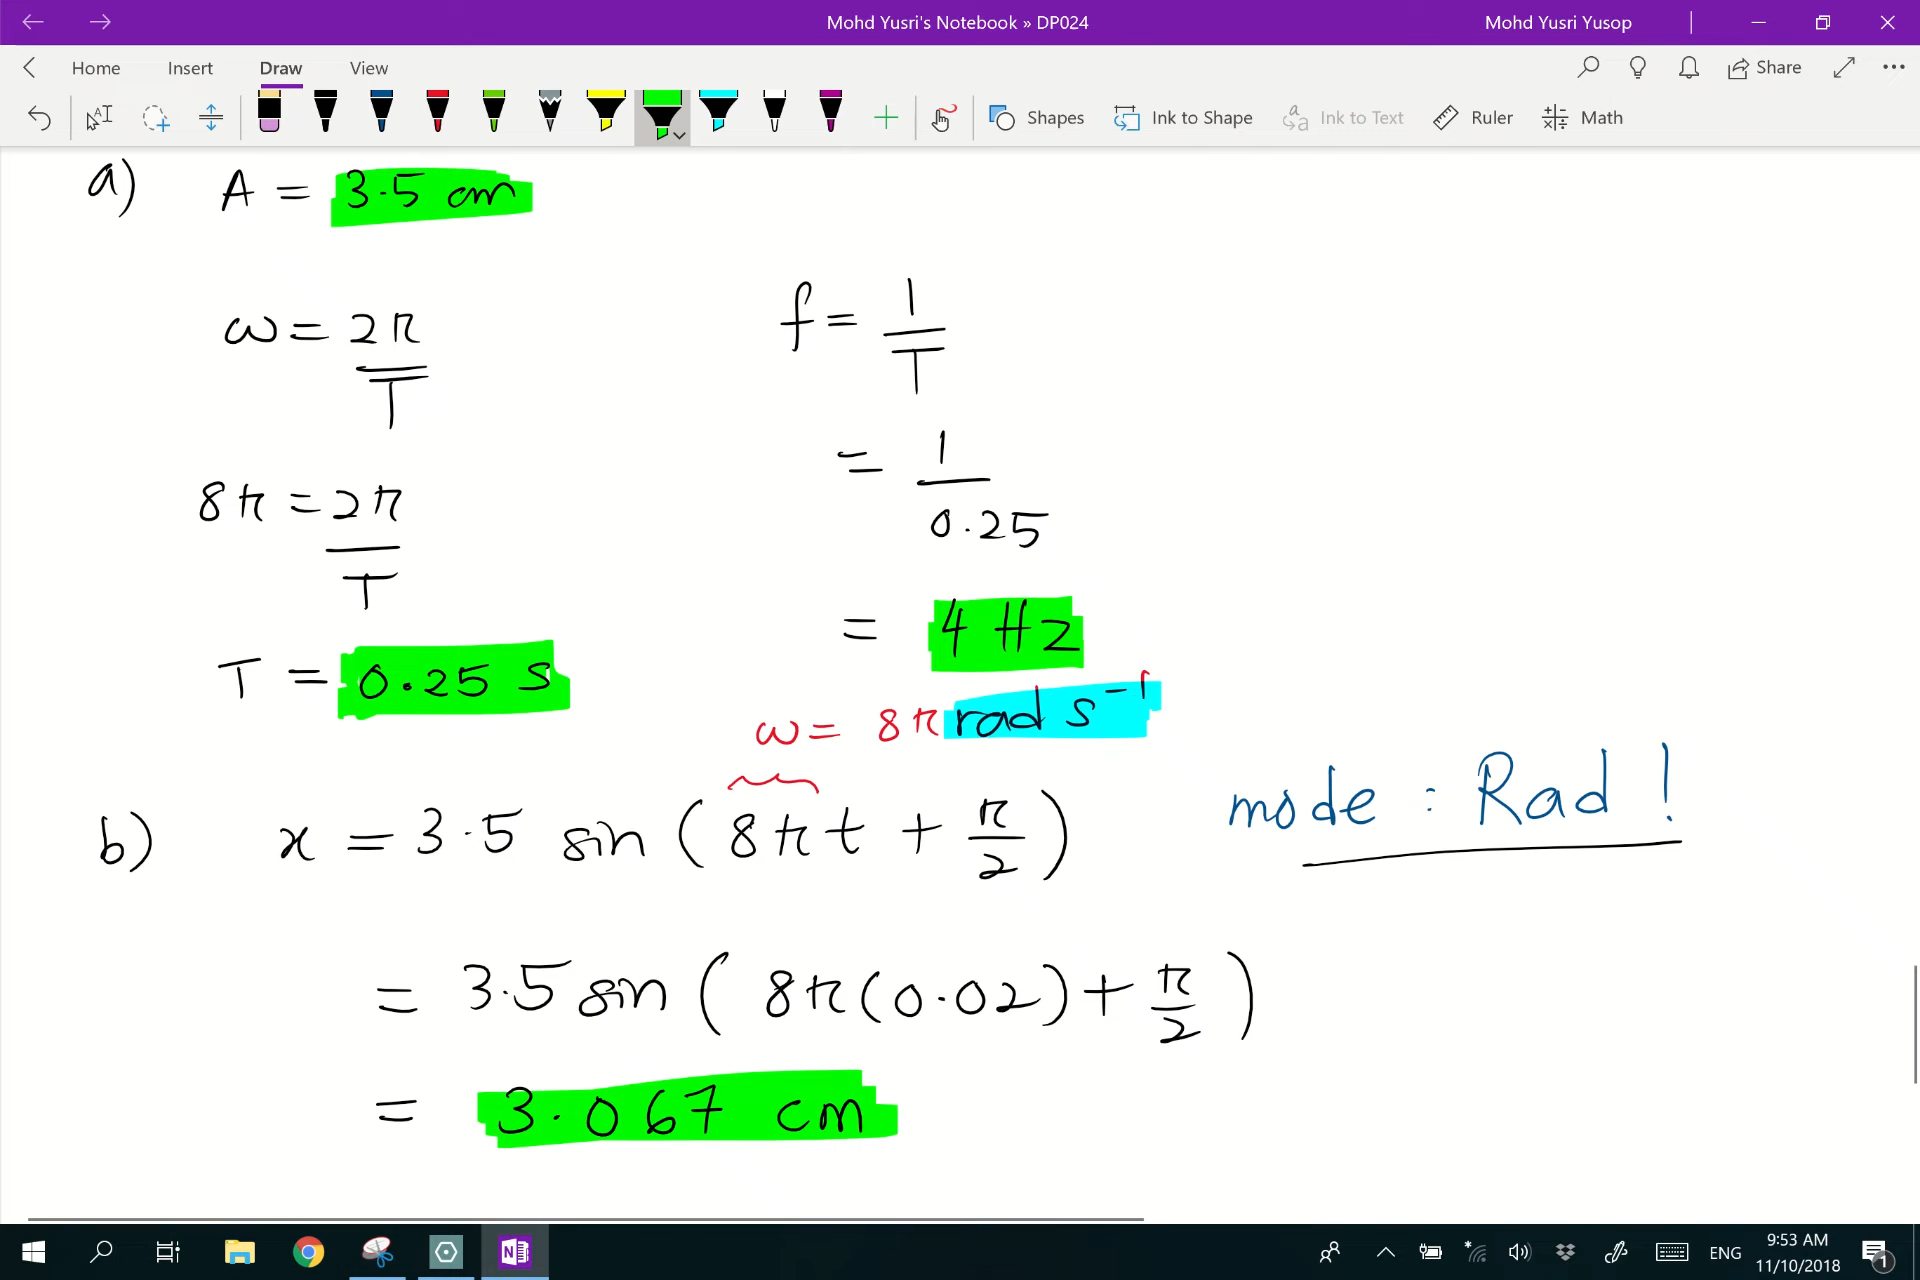 Mohd Yusri's Notebook » DP024
Mohd Yusri Yusop
Home Insert Draw View
Share
Shapes Ink to Shape Ink to Text Ruler Math
a) A = 3.5 cm
ω = 2π/T
8π = 2π/T
T = 0.25 s
f = 1/T
= 1/0.25
= 4 Hz
ω = 8π rad s⁻¹
b) x = 3.5 sin (8πt + π/2)
mode : Rad !
= 3.5 sin (8π(0.02) + π/2)
= 3.067 cm
ENG
9:53 AM
11/10/2018
1